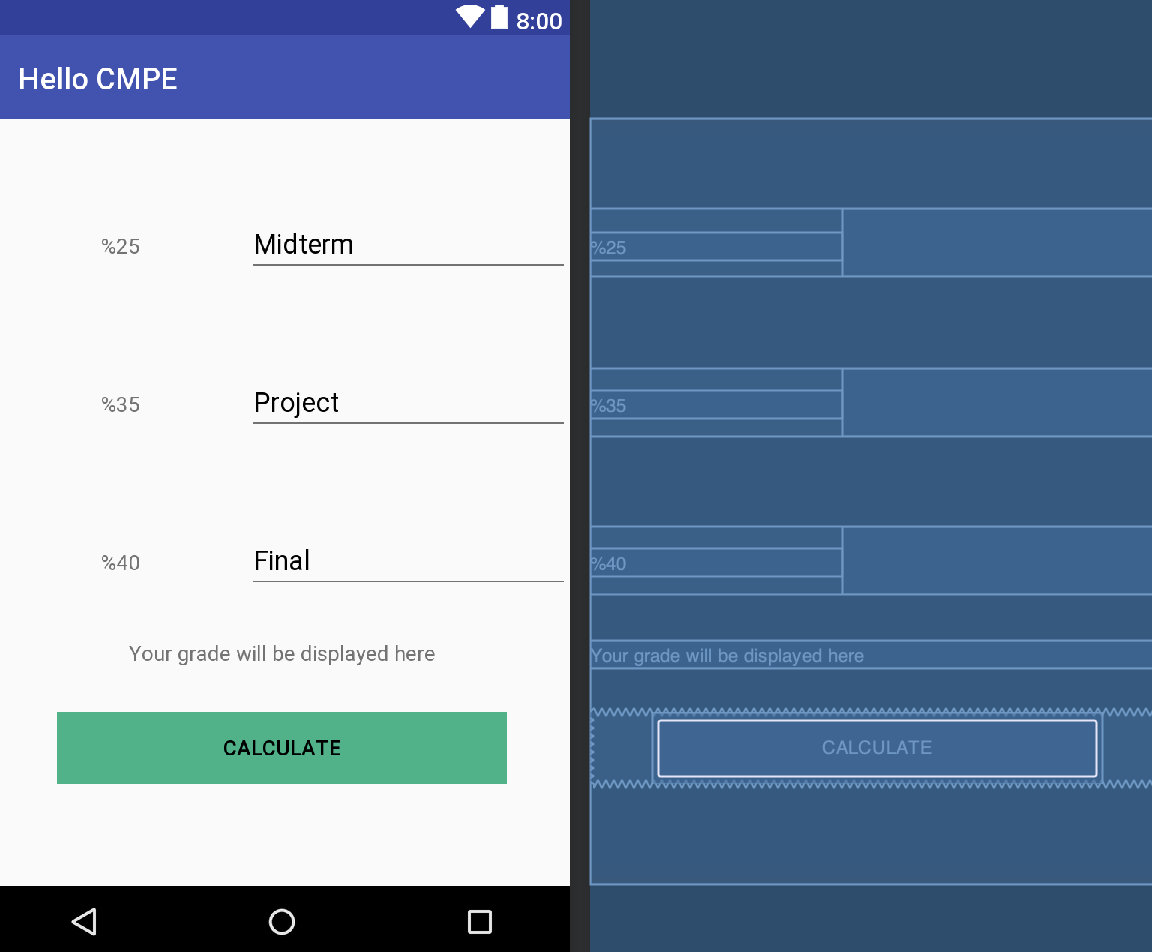 8:00
Hello CMPE
%25 Midterm
%35 Project
%40 Final
Your grade will be displayed here
CALCULATE
%25
%35
%40
Your grade will be displayed here
CALCULATE